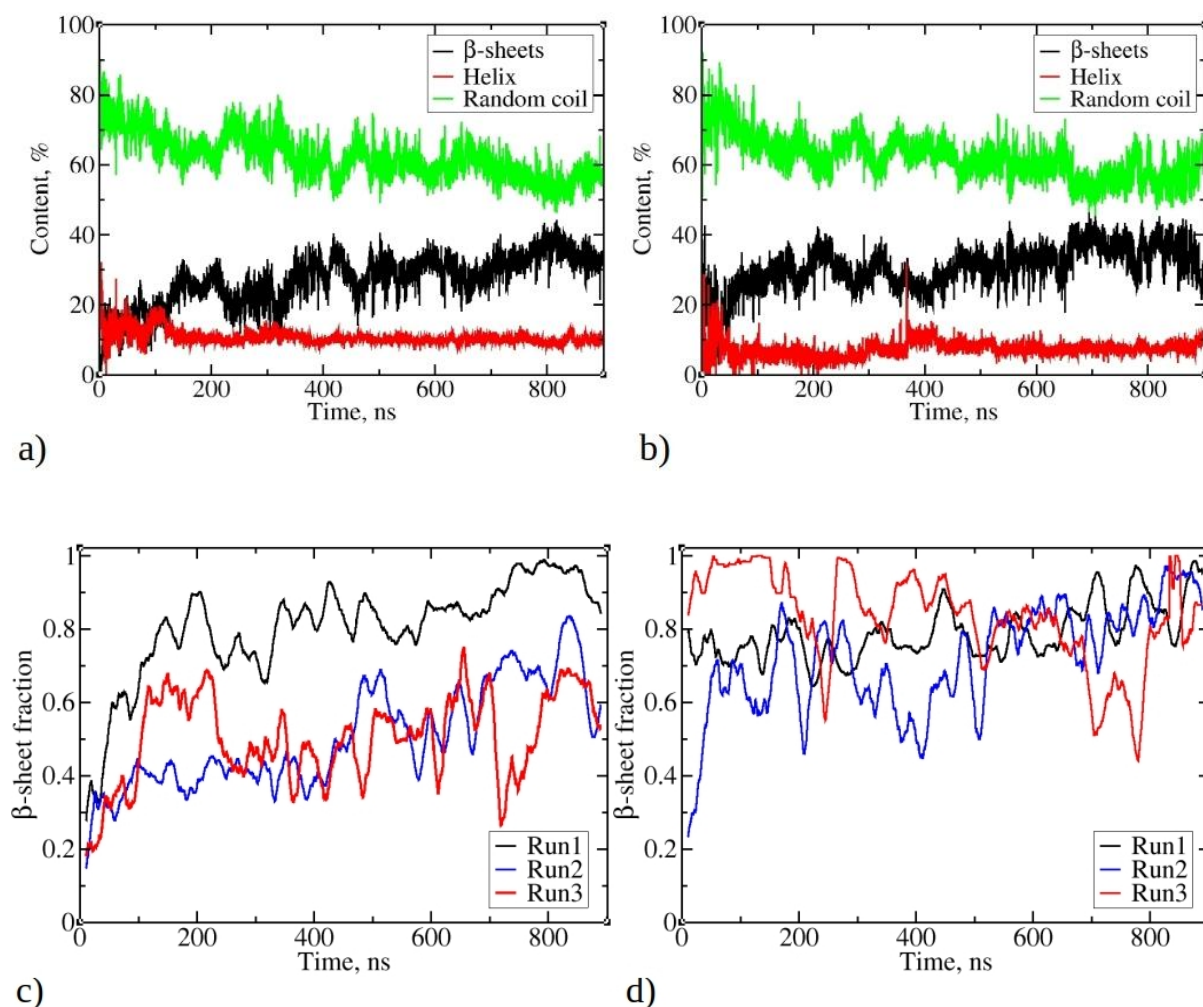 100
80
60
40
20
0
Content, %
β-sheets
Helix
Random coil
0 200 400 600 800
Time, ns
a)
100
80
60
40
20
0
Content, %
β-sheets
Helix
Random coil
0 200 400 600 800
Time, ns
b)
1
0.8
0.6
0.4
0.2
0
β-sheet fraction
Run1
Run2
Run3
0 200 400 600 800
Time, ns
c)
1
0.8
0.6
0.4
0.2
0
β-sheet fraction
Run1
Run2
Run3
0 200 400 600 800
Time, ns
d)